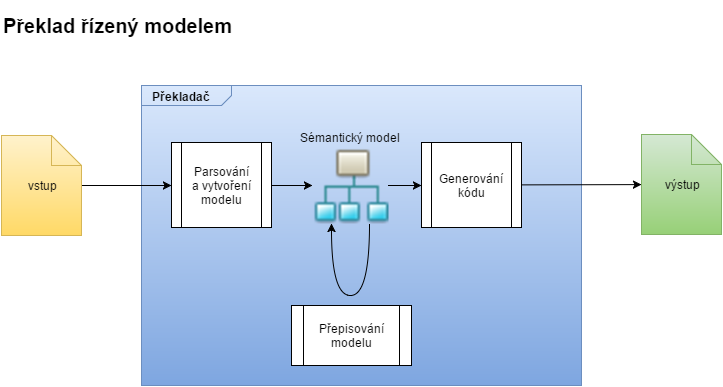 Překlad řízený modelem
Překladač
Sémantický model
vstup
Parsování
a vytvoření
modelu
Generování
kódu
výstup
Přepisování
modelu